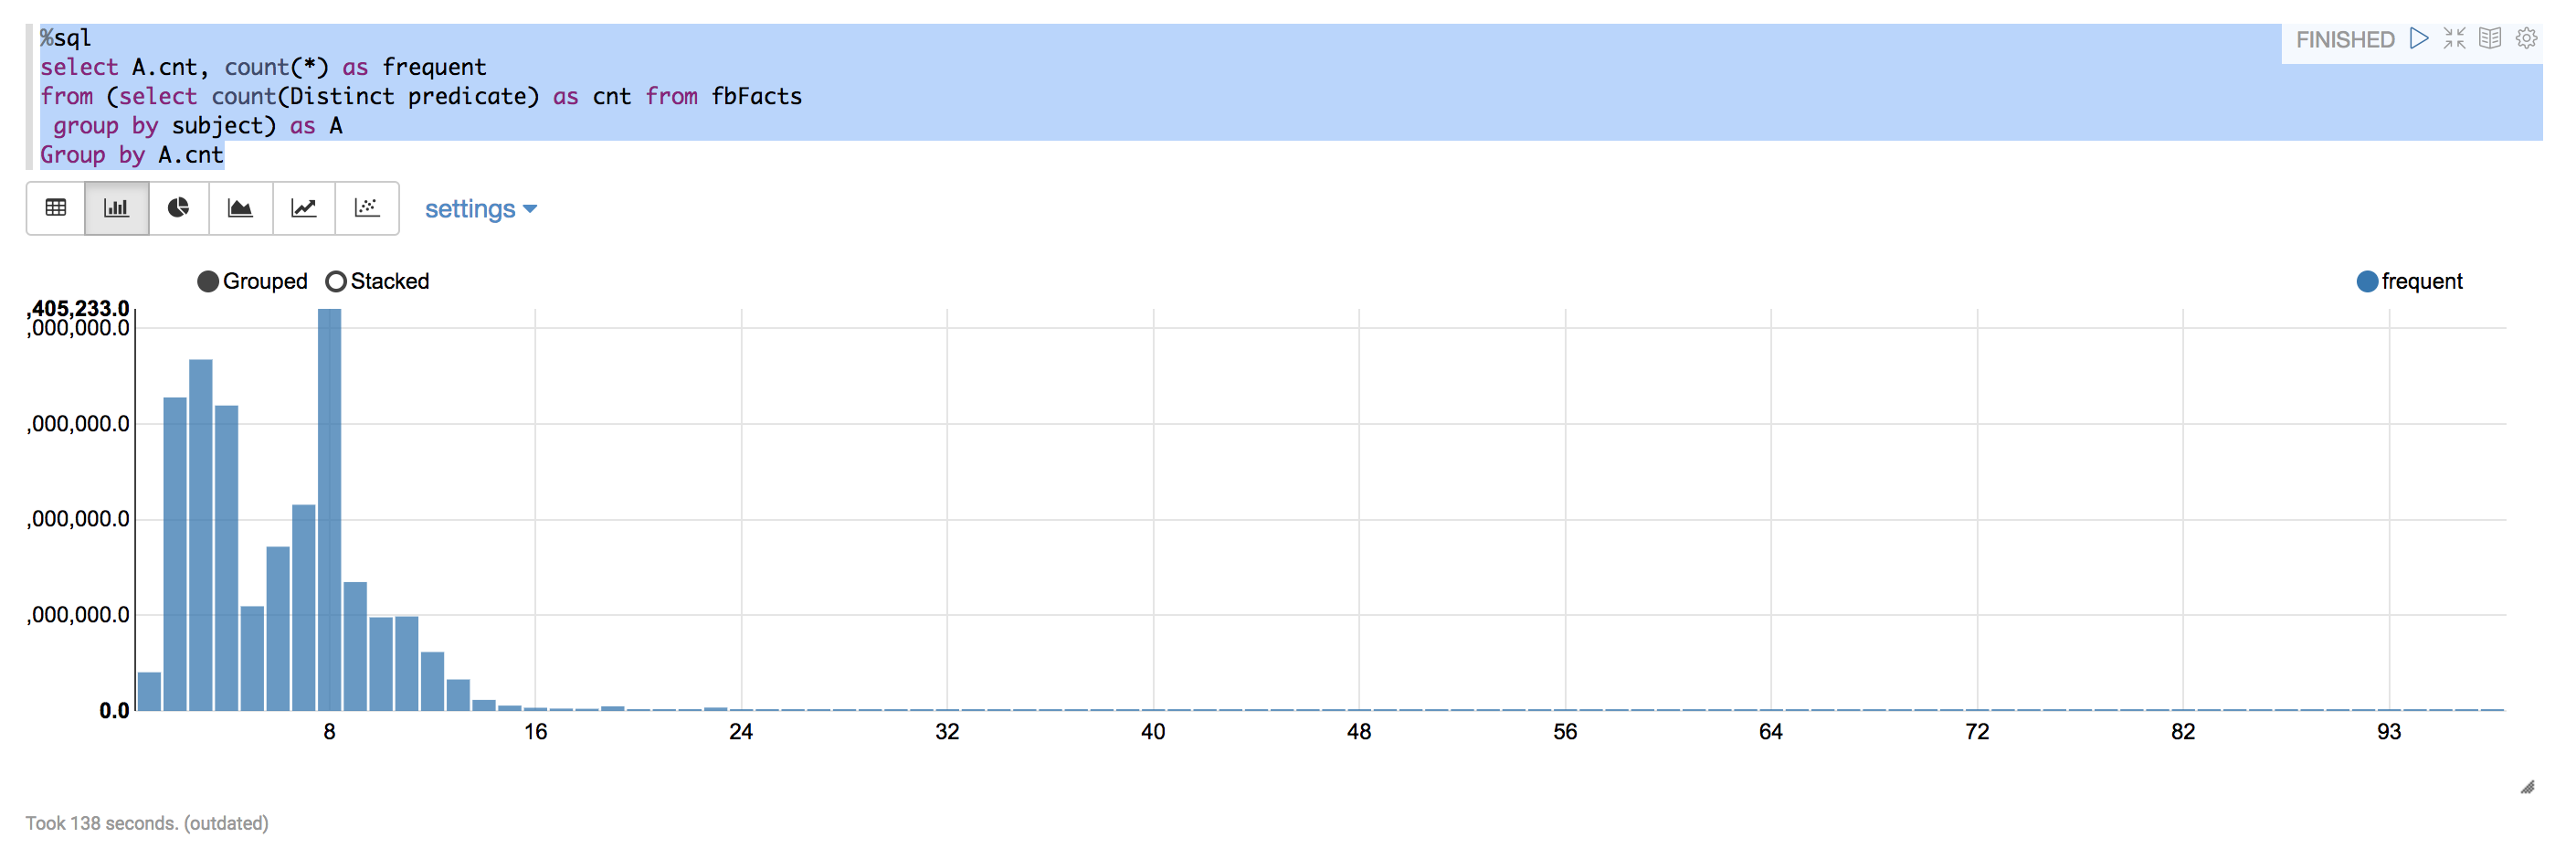 %sql
FINISHED
select A.cnt, count(*) as frequent
from (select count(Distinct predicate) as cnt from fbFacts
group by subject) as A
Group by A.cnt
settings
Grouped Stacked frequent
,405,233.0
,000,000.0
,000,000.0
,000,000.0
,000,000.0
0.0
8 16 24 32 40 48 56 64 72 82 93
Took 138 seconds. (outdated)